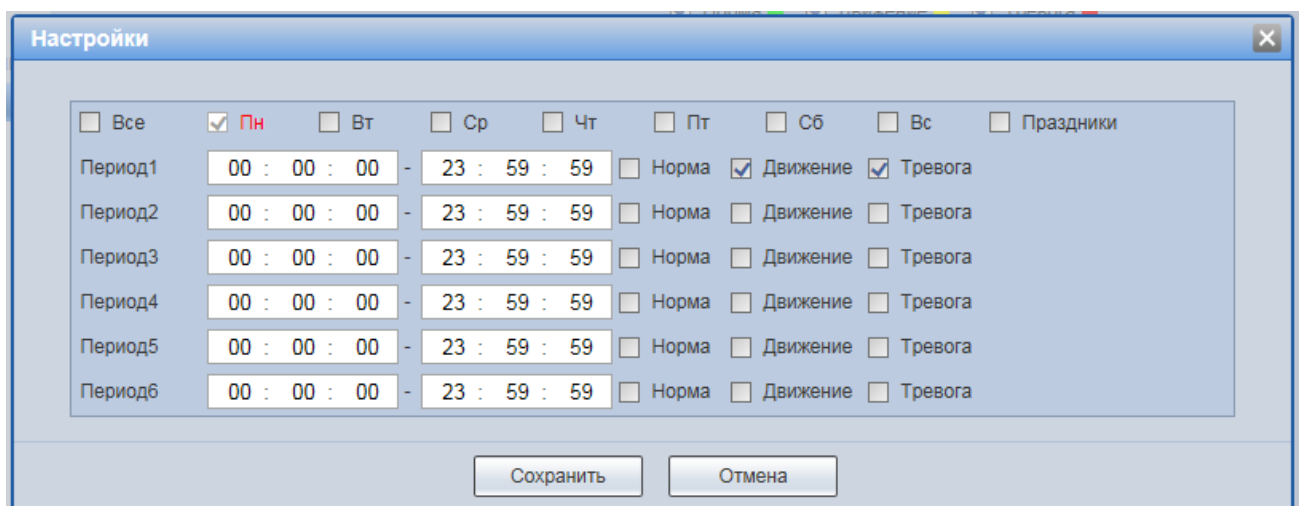 Настройки
Все Пн Вт Ср Чт Пт Сб Вс Праздники
Период1 00 : 00 : 00 - 23 : 59 : 59 Норма Движение Тревога
Период2 00 : 00 : 00 - 23 : 59 : 59 Норма Движение Тревога
Период3 00 : 00 : 00 - 23 : 59 : 59 Норма Движение Тревога
Период4 00 : 00 : 00 - 23 : 59 : 59 Норма Движение Тревога
Период5 00 : 00 : 00 - 23 : 59 : 59 Норма Движение Тревога
Период6 00 : 00 : 00 - 23 : 59 : 59 Норма Движение Тревога
Сохранить Отмена